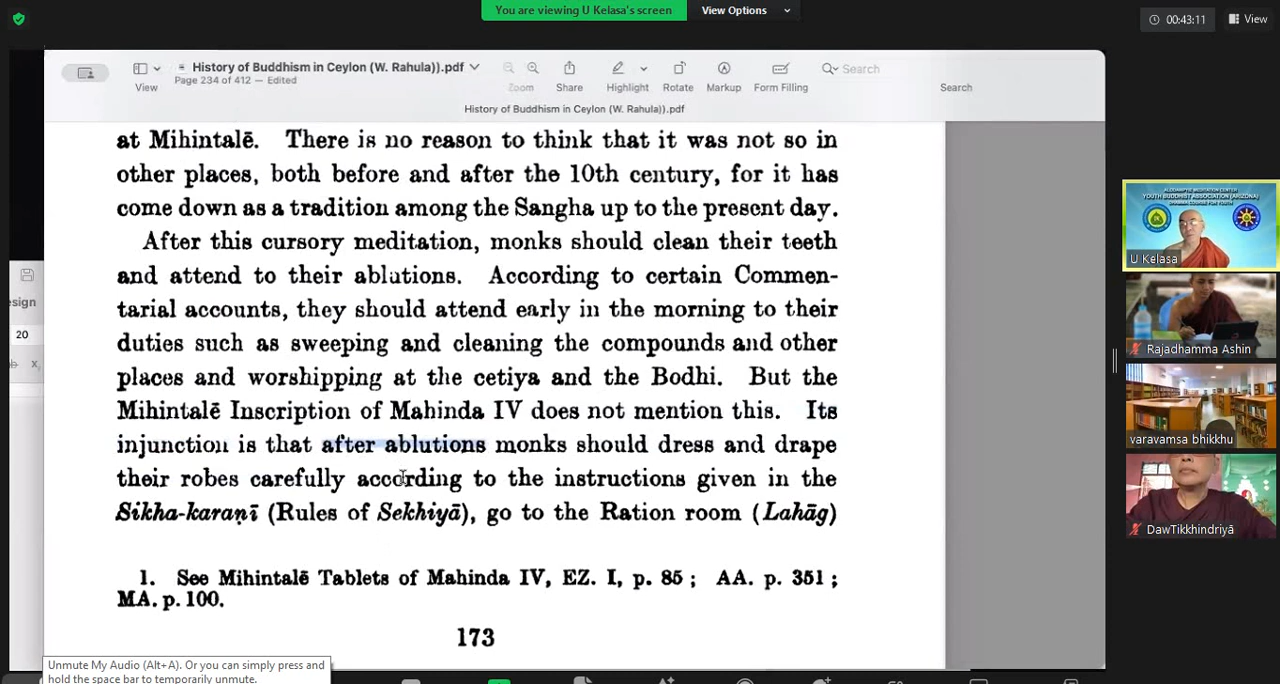 You are viewing U Kelasa's screen
View Options
00:43:11
View
History of Buddhism in Ceylon (W. Rahula)).pdf
Page 234 of 412 — Edited
Search
View
Zoom
Share
Highlight
Rotate
Markup
Form Filling
Search
History of Buddhism in Ceylon (W. Rahula)).pdf
at Mihintalē. There is no reason to think that it was not so in
other places, both before and after the 10th century, for it has
come down as a tradition among the Sangha up to the present day.
After this cursory meditation, monks should clean their teeth
and attend to their ablutions. According to certain Commen-
tarial accounts, they should attend early in the morning to their
duties such as sweeping and cleaning the compounds and other
places and worshipping at the cetiya and the Bodhi. But the
Mihintalē Inscription of Mahinda IV does not mention this. Its
injunction is that after ablutions monks should dress and drape
their robes carefully according to the instructions given in the
Sikha-karaṇī (Rules of Sekhiyā), go to the Ration room (Lahāg)
1. See Mihintalē Tablets of Mahinda IV, EZ. I, p. 85 ; AA. p. 351 ;
MA. p. 100.
173
esign
20
Unmute My Audio (Alt+A). Or you can simply press and
hold the space bar to temporarily unmute.
YOUTH BUDDHIST ASSOCIATION (ARIZONA)
U Kelasa
Rajadhamma Ashin
varavamsa bhikkhu
DawTikkhindriyā